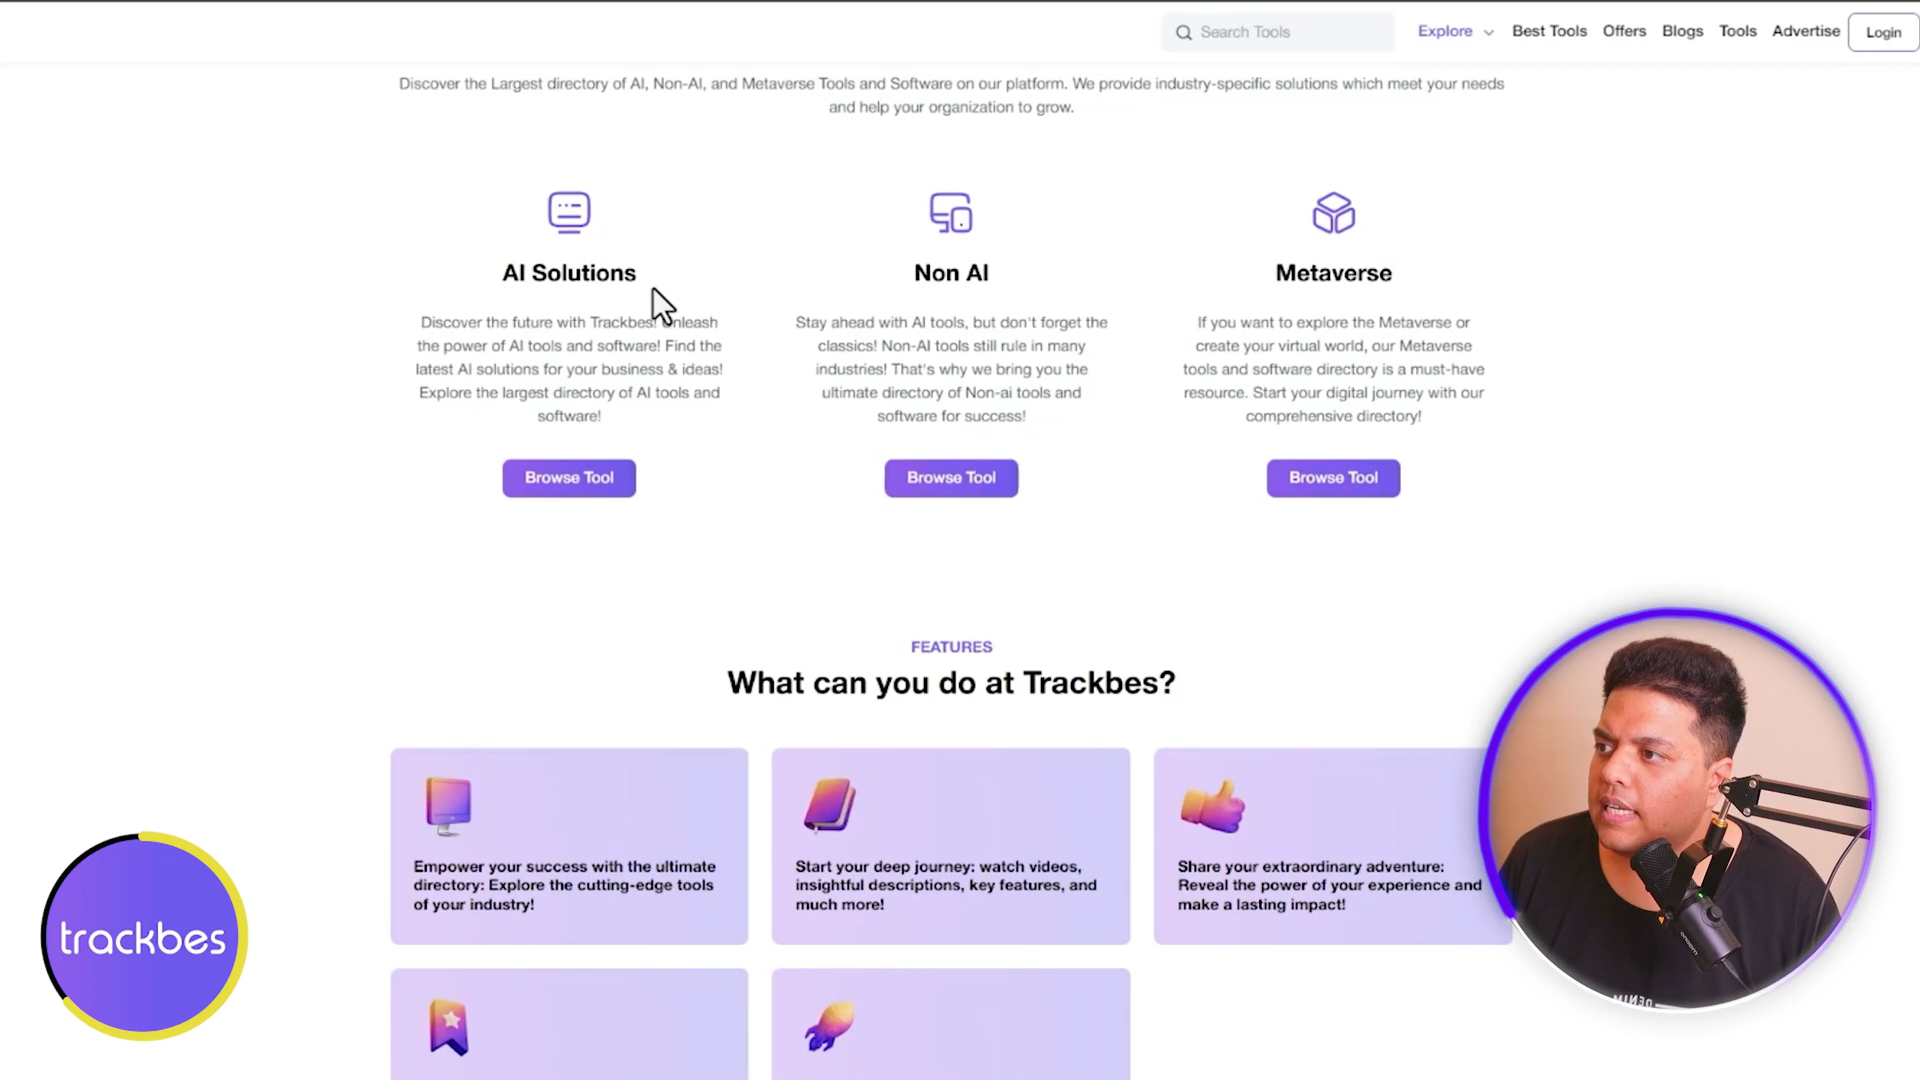 Search Tools
Explore
Best Tools
Offers
Blogs
Tools
Advertise
Login
Discover the Largest directory of AI, Non-AI, and Metaverse Tools and Software on our platform. We provide industry-specific solutions which meet your needs
and help your organization to grow.
AI Solutions
Discover the future with Trackbes! Unleash
the power of AI tools and software! Find the
latest AI solutions for your business & ideas!
Explore the largest directory of AI tools and
software!
Browse Tool
Non AI
Stay ahead with AI tools, but don't forget the
classics! Non-AI tools still rule in many
industries! That's why we bring you the
ultimate directory of Non-ai tools and
software for success!
Browse Tool
Metaverse
If you want to explore the Metaverse or
create your virtual world, our Metaverse
tools and software directory is a must-have
resource. Start your digital journey with our
comprehensive directory!
Browse Tool
FEATURES
What can you do at Trackbes?
Empower your success with the ultimate
directory: Explore the cutting-edge tools
of your industry!
Start your deep journey: watch videos,
insightful descriptions, key features, and
much more!
Share your extraordinary adventure:
Reveal the power of your experience and
make a lasting impact!
trackbes